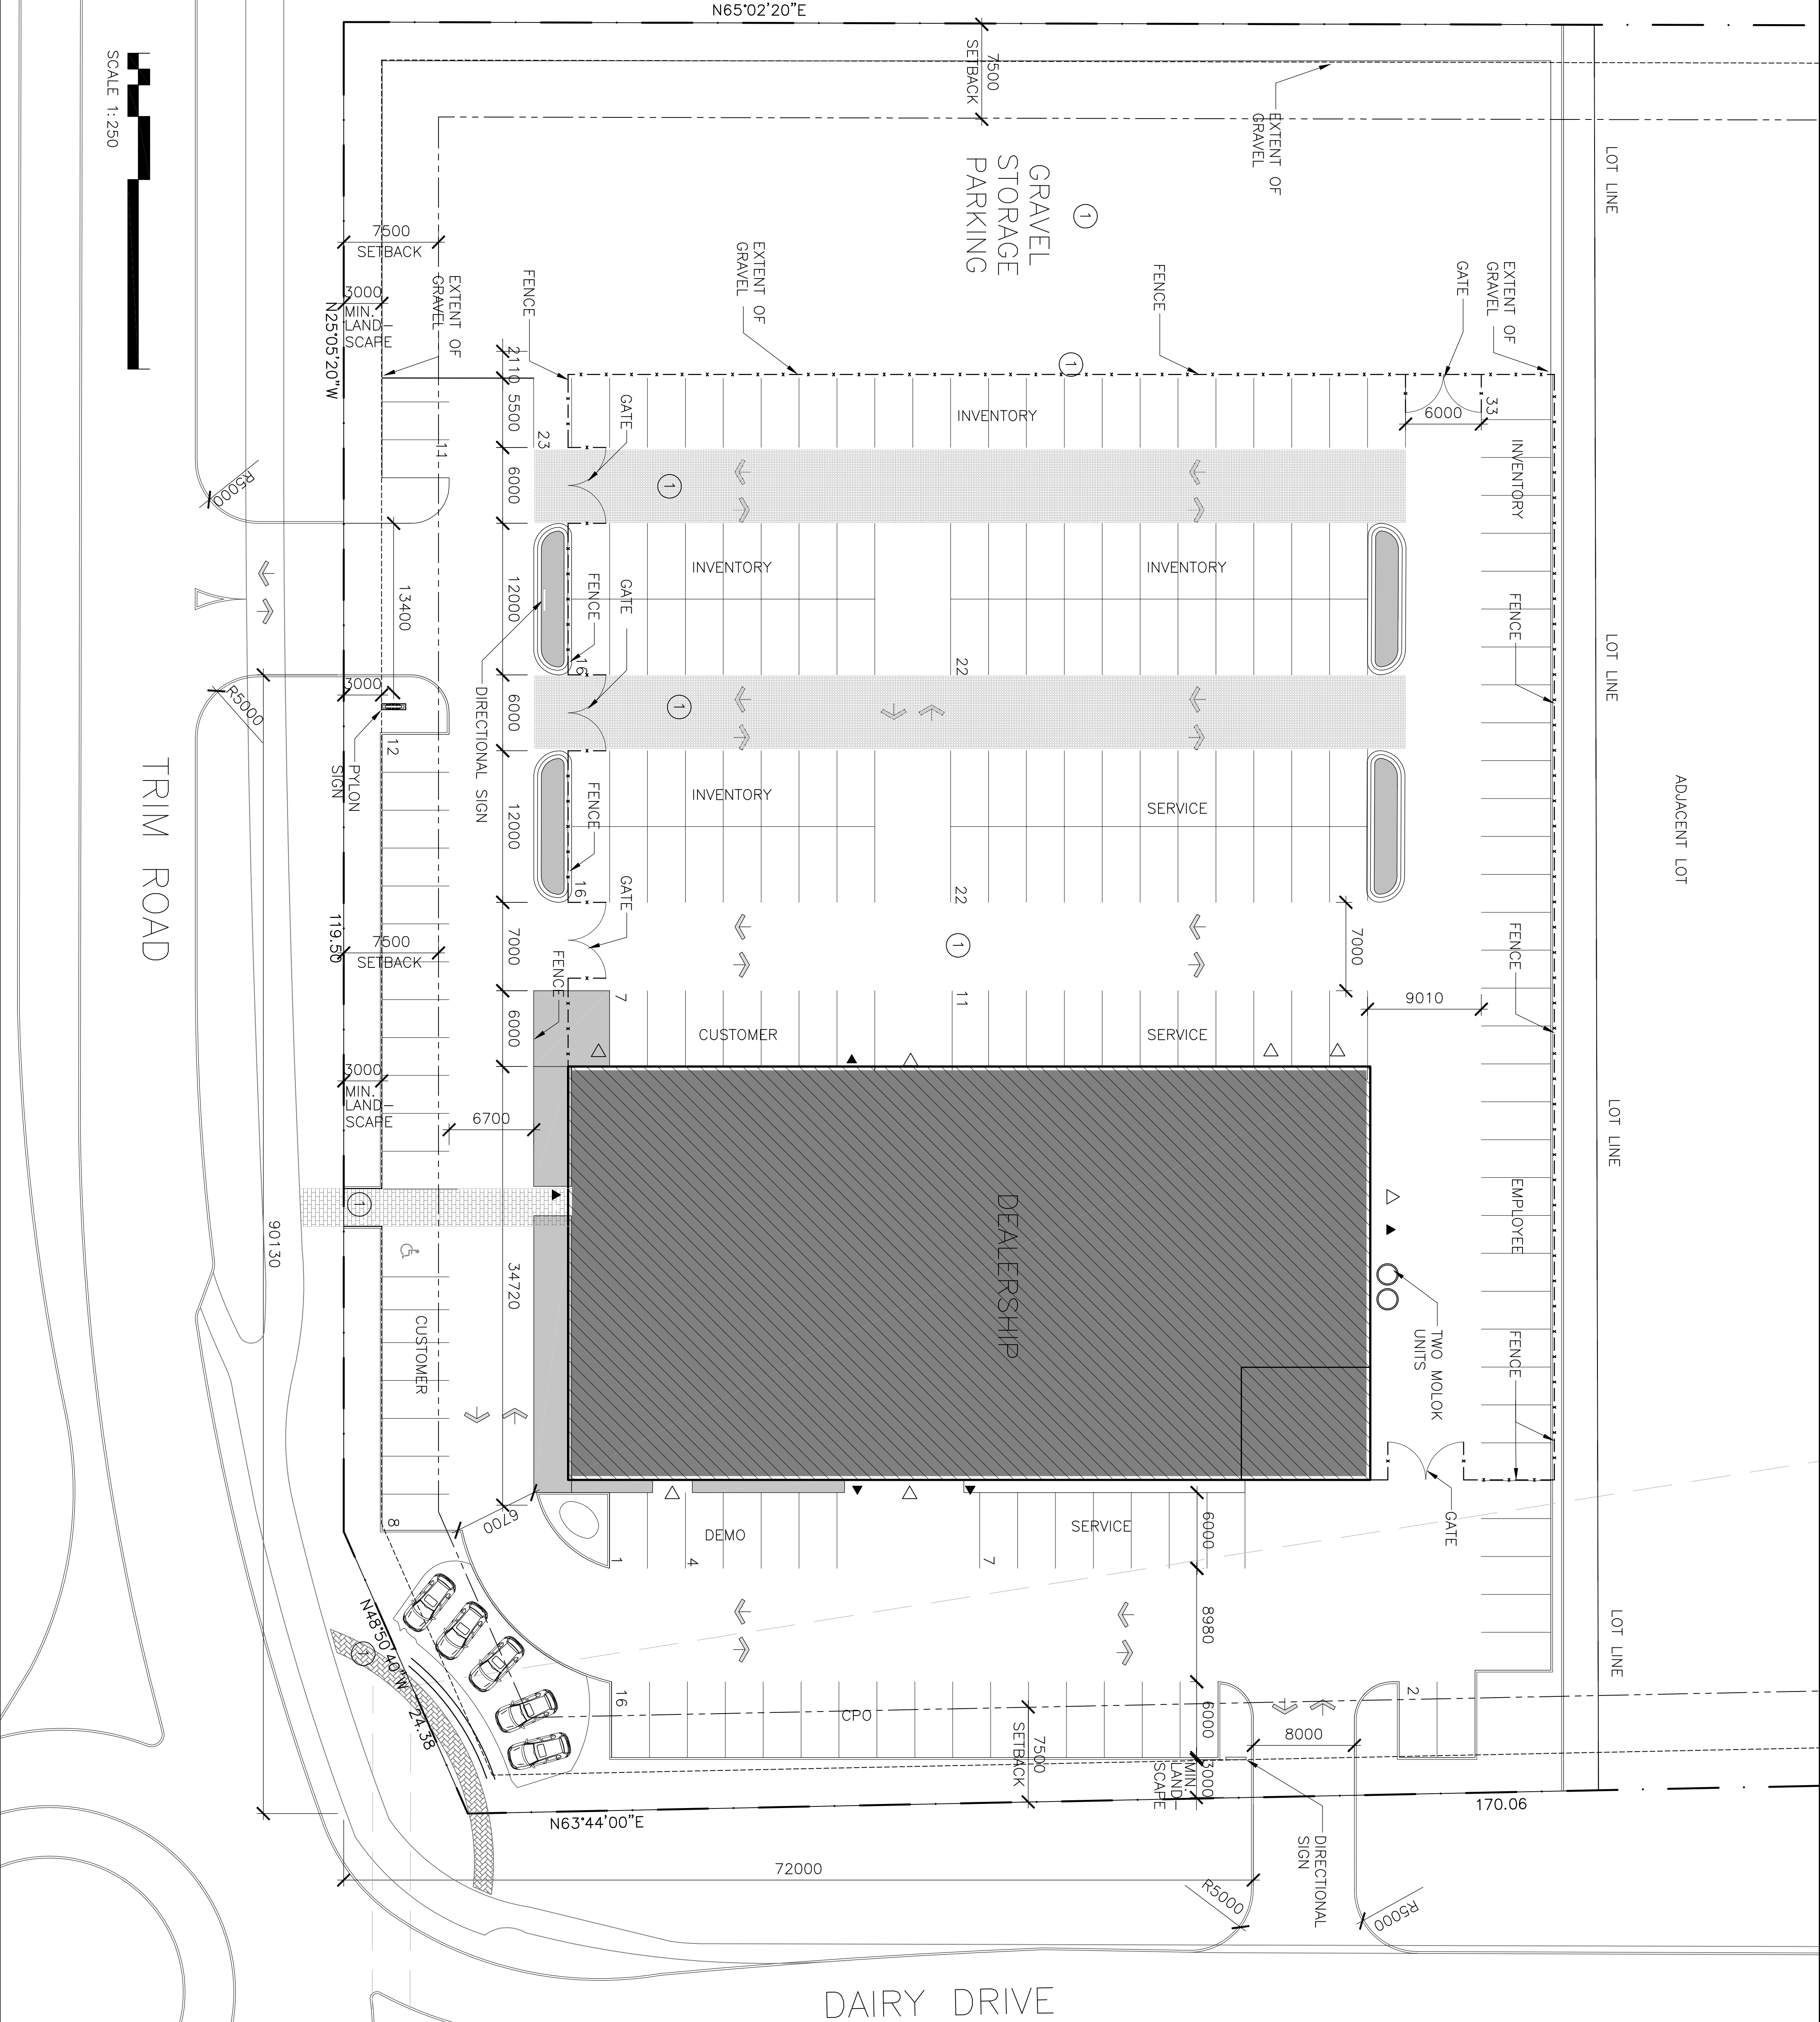 N65°02'20"E
SCALE 1:250
7500
SETBACK
EXTENT OF
GRAVEL
LOT LINE
GRAVEL
STORAGE
PARKING
1
7500
SETBACK
3000
MIN.
LAND-
SCAPE
N25°05'20"W
EXTENT OF
GRAVEL
FENCE
EXTENT OF
GRAVEL
1
FENCE
GATE
EXTENT OF
GRAVEL
2110
5500
6000
12000
6000
12000
7000
6000
34720
23
GATE
INVENTORY
6000
33
INVENTORY
11
R5000
1
13400
INVENTORY
INVENTORY
FENCE
GATE
16
22
FENCE
LOT LINE
3000
R5000
DIRECTIONAL SIGN
1
12
PYLON
SIGN
TRIM ROAD
INVENTORY
SERVICE
FENCE
16
GATE
22
ADJACENT LOT
119.50
7500
SETBACK
FENCE
1
7000
FENCE
7
11
9010
CUSTOMER
SERVICE
3000
MIN.
LAND-
SCAPE
6700
LOT LINE
1
90130
DEALERSHIP
EMPLOYEE
TWO MOLOK
UNITS
FENCE
CUSTOMER
8
6700
DEMO
1
4
7
SERVICE
6000
GATE
8980
LOT LINE
N48°50'40"W
24.38
1
16
CPO
7500
SETBACK
6000
3000
MIN.
LAND-
SCAPE
8000
2
N63°44'00"E
170.06
DIRECTIONAL
SIGN
72000
R5000
R5000
DAIRY DRIVE